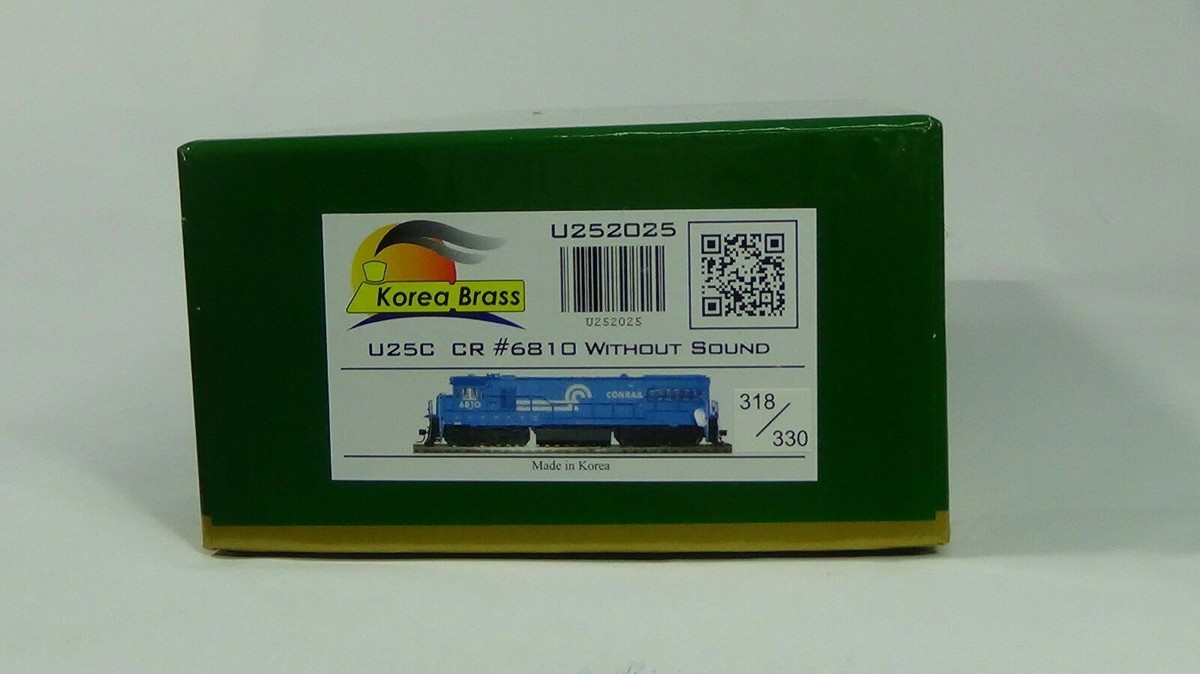 Korea Brass
U252025
U252025
U25C CR #6810 WITHOUT SOUND
6810
CONRAIL
318/330
Made in Korea